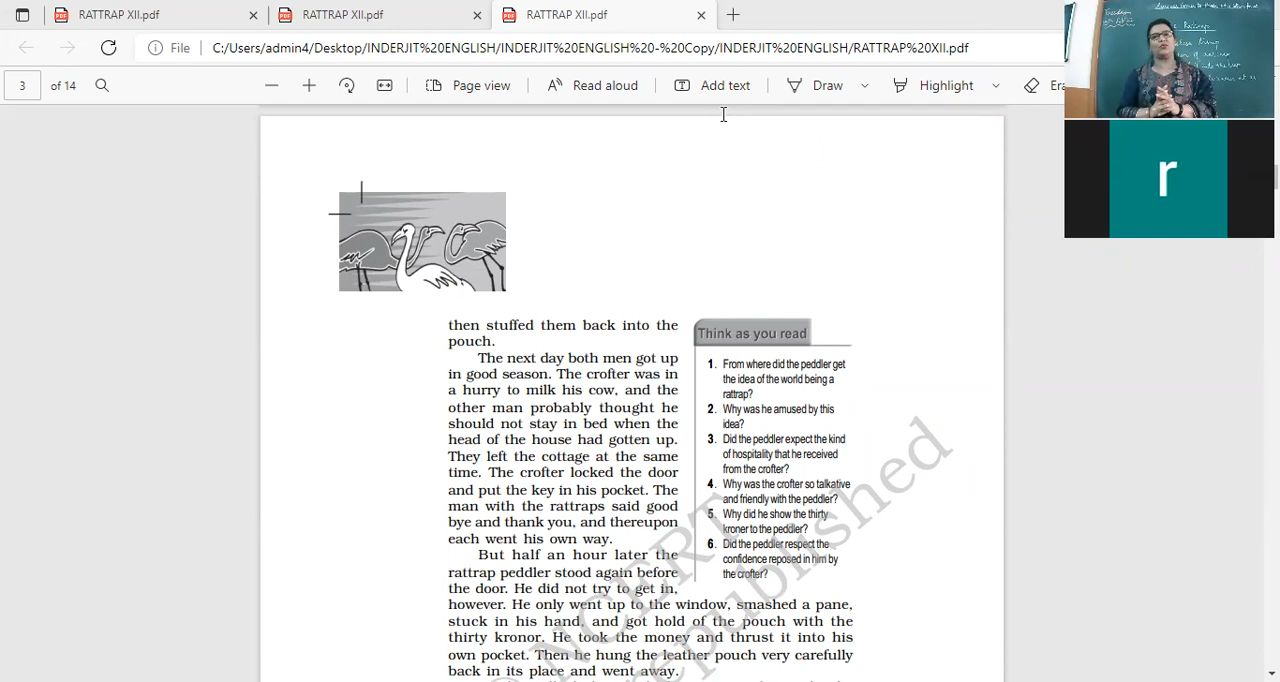 RATTRAP XII.pdf
RATTRAP XII.pdf
RATTRAP XII.pdf
File
C:/Users/admin4/Desktop/INDERJIT%20ENGLISH/INDERJIT%20ENGLISH%20-%20Copy/INDERJIT%20ENGLISH/RATTRAP%20XII.pdf
3 of 14
Page view
Read aloud
Add text
Draw
Highlight
Era
Rattrap
r
then stuffed them back into the
pouch.
The next day both men got up
in good season. The crofter was in
a hurry to milk his cow, and the
other man probably thought he
should not stay in bed when the
head of the house had gotten up.
They left the cottage at the same
time. The crofter locked the door
and put the key in his pocket. The
man with the rattraps said good
bye and thank you, and thereupon
each went his own way.
But half an hour later the
rattrap peddler stood again before
the door. He did not try to get in,
however. He only went up to the window, smashed a pane,
stuck in his hand, and got hold of the pouch with the
thirty kronor. He took the money and thrust it into his
own pocket. Then he hung the leather pouch very carefully
back in its place and went away.
Think as you read
1. From where did the peddler get
the idea of the world being a
rattrap?
2. Why was he amused by this
idea?
3. Did the peddler expect the kind
of hospitality that he received
from the crofter?
4. Why was the crofter so talkative
and friendly with the peddler?
5. Why did he show the thirty
kroner to the peddler?
6. Did the peddler respect the
confidence reposed in him by
the crofter?
© NCERT
republished